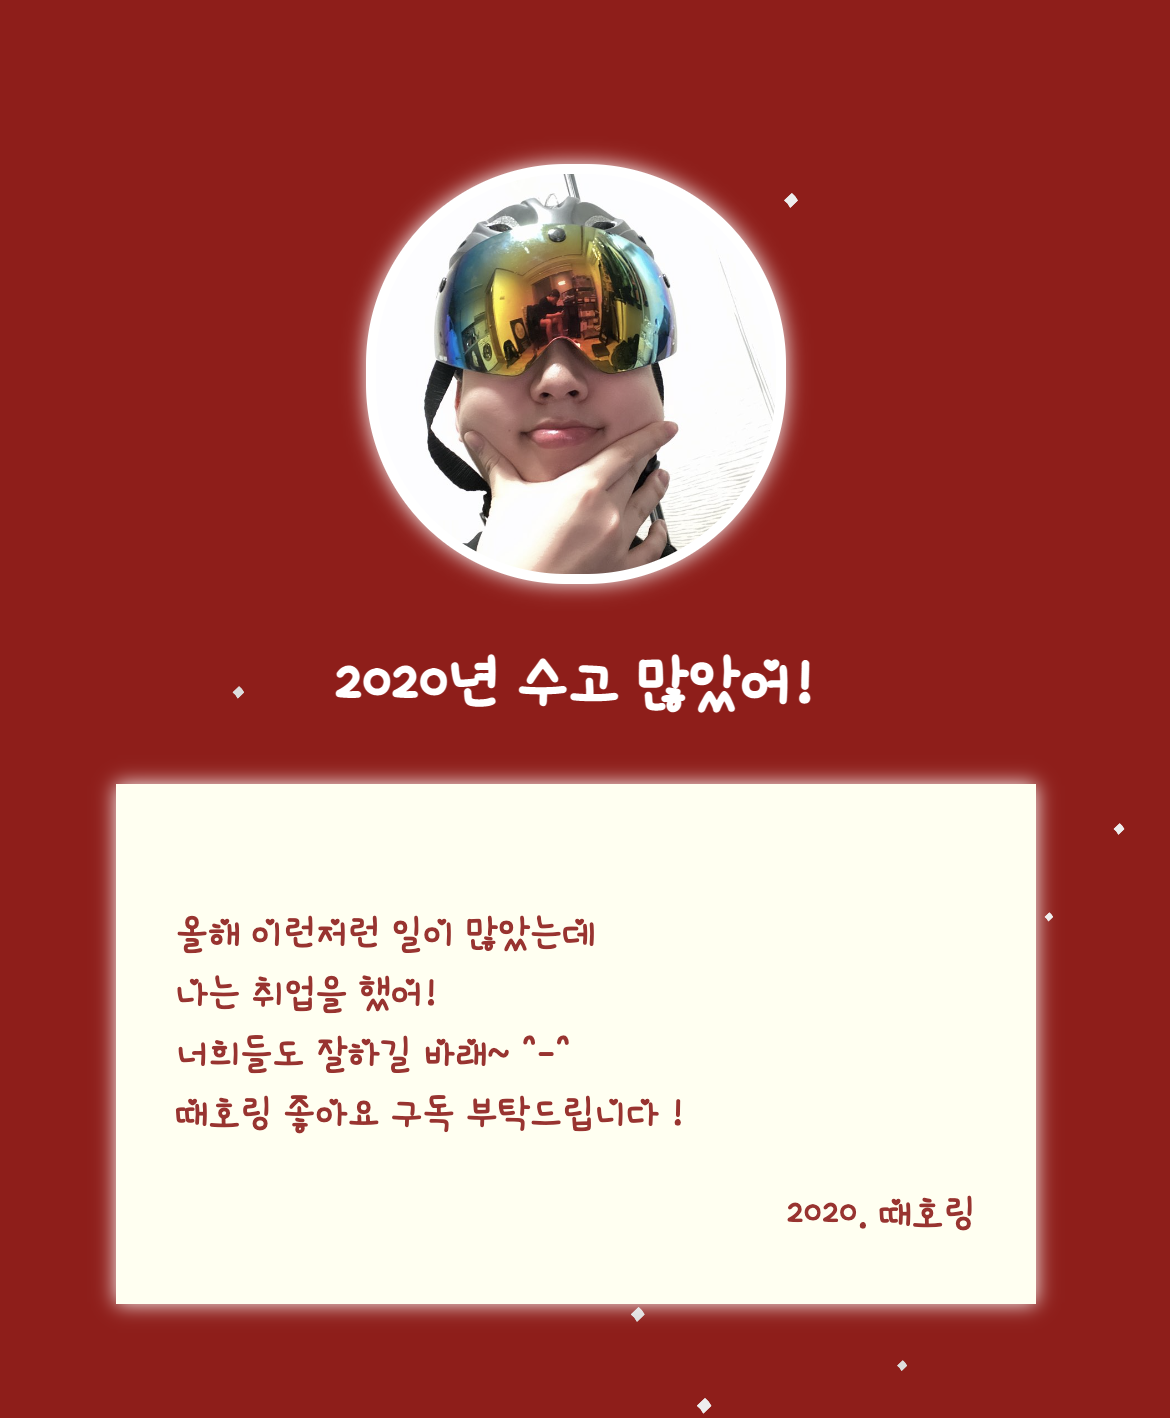 2020년 수고 많았어!
올해 이런저런 일이 많았는데
나는 취업을 했어!
너희들도 잘하길 바래~ ^-^
때호링 좋아요 구독 부탁드립니다 !
2020. 때호링